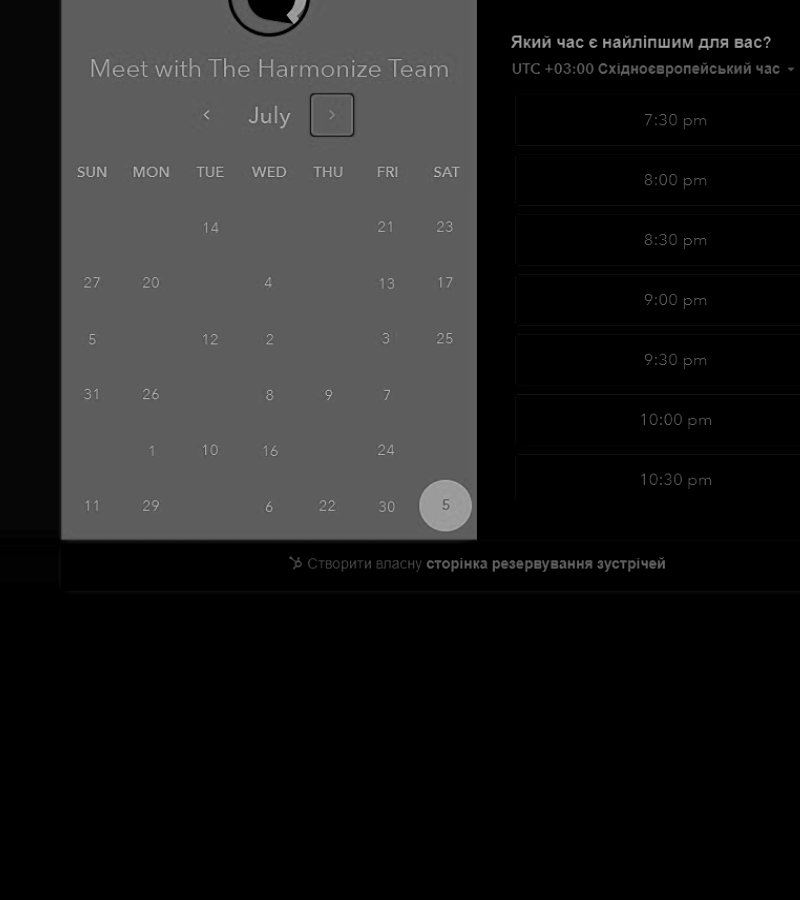 Meet with The Harmonize Team
July
SUN MON TUE WED THU FRI SAT
14 21 23
27 20 4 13 17
5 12 2 3 25
31 26 8 9 7
1 10 16 24
11 29 6 22 30 5
Який час є найліпшим для вас?
UTC +03:00 Східноєвропейський час
7:30 pm
8:00 pm
8:30 pm
9:00 pm
9:30 pm
10:00 pm
10:30 pm
Створити власну сторінка резервування зустрічей